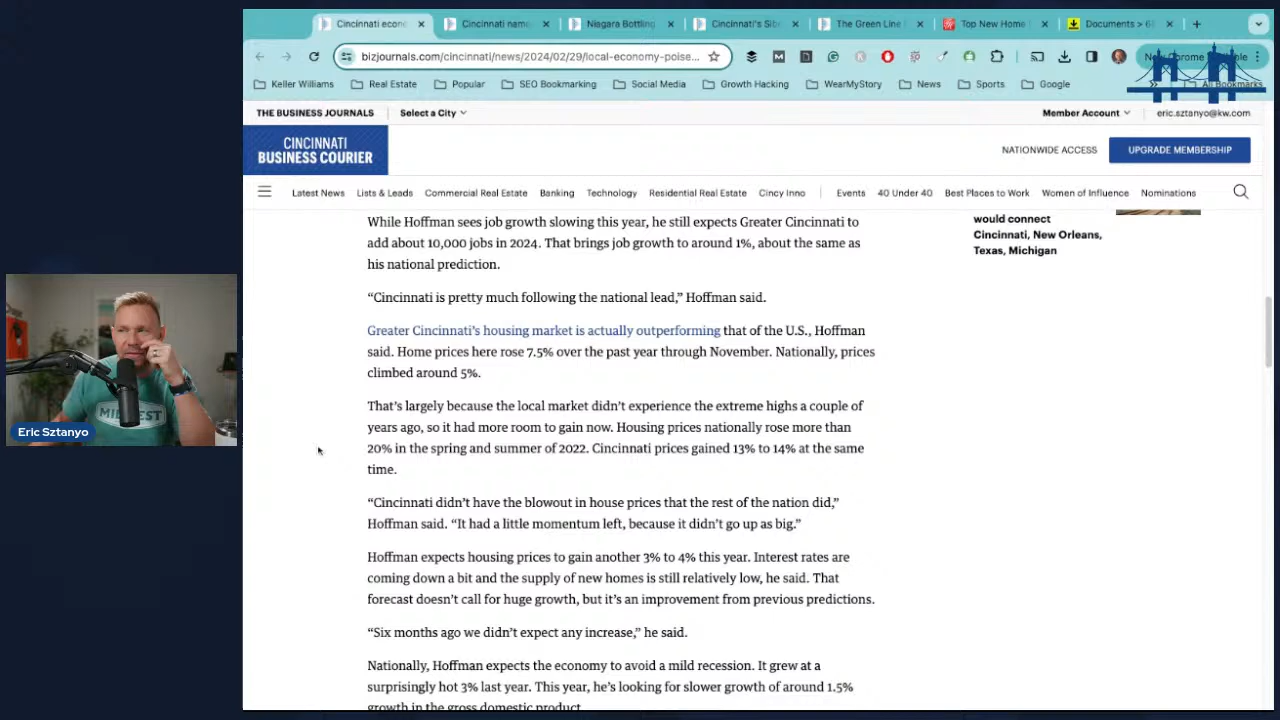 Cincinnati econ
Cincinnati nam
Niagara Bottling
Cincinnati's Sib
The Green Line
Top New Home
Documents > 6
bizjournals.com/cincinnati/news/2024/02/29/local-economy-poise...
Keller Williams
Real Estate
Popular
SEO Bookmarking
Social Media
Growth Hacking
WearMyStory
News
Sports
Google
All Bookmarks
THE BUSINESS JOURNALS
Select a City
Member Account
eric.sztanyo@kw.com
CINCINNATI
BUSINESS COURIER
NATIONWIDE ACCESS
UPGRADE MEMBERSHIP
Latest News
Lists & Leads
Commercial Real Estate
Banking
Technology
Residential Real Estate
Cincy Inno
Events
40 Under 40
Best Places to Work
Women of Influence
Nominations
While Hoffman sees job growth slowing this year, he still expects Greater Cincinnati to
add about 10,000 jobs in 2024. That brings job growth to around 1%, about the same as
his national prediction.
“Cincinnati is pretty much following the national lead,” Hoffman said.
Greater Cincinnati’s housing market is actually outperforming that of the U.S., Hoffman
said. Home prices here rose 7.5% over the past year through November. Nationally, prices
climbed around 5%.
That’s largely because the local market didn’t experience the extreme highs a couple of
years ago, so it had more room to gain now. Housing prices nationally rose more than
20% in the spring and summer of 2022. Cincinnati prices gained 13% to 14% at the same
time.
“Cincinnati didn’t have the blowout in house prices that the rest of the nation did,”
Hoffman said. “It had a little momentum left, because it didn’t go up as big.”
Hoffman expects housing prices to gain another 3% to 4% this year. Interest rates are
coming down a bit and the supply of new homes is still relatively low, he said. That
forecast doesn’t call for huge growth, but it’s an improvement from previous predictions.
“Six months ago we didn’t expect any increase,” he said.
Nationally, Hoffman expects the economy to avoid a mild recession. It grew at a
surprisingly hot 3% last year. This year, he’s looking for slower growth of around 1.5%
growth in the gross domestic product.
would connect
Cincinnati, New Orleans,
Texas, Michigan
Eric Sztanyo